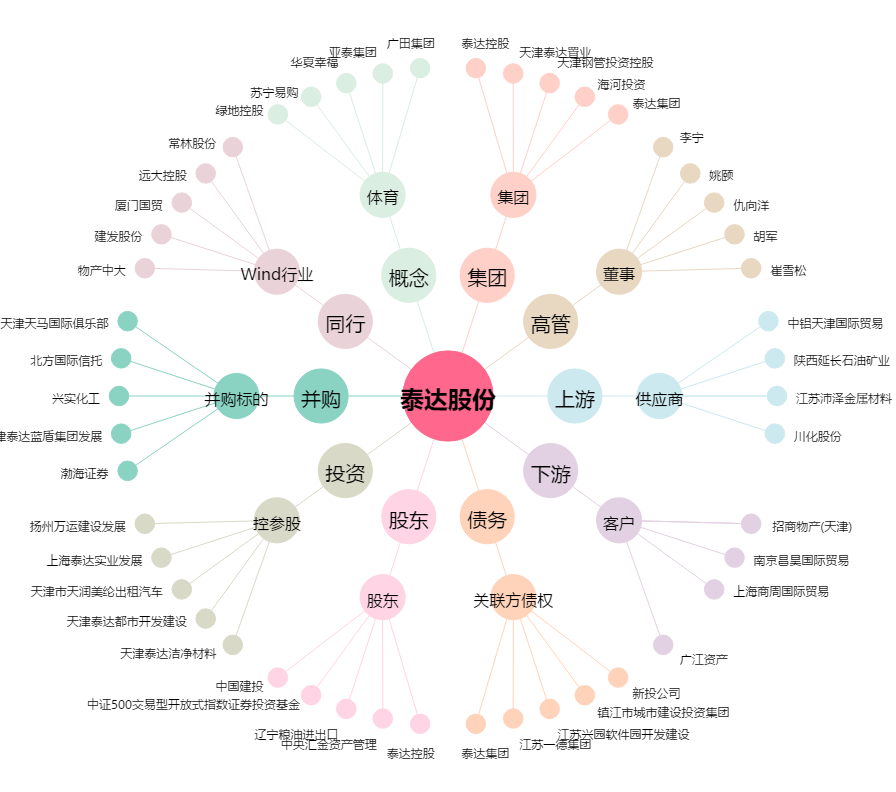 广田集团
泰达控股
亚泰集团
天津泰达置业
华夏幸福
天津钢管投资控股
苏宁易购
海河投资
绿地控股
泰达集团
常林股份
李宁
远大控股
姚颐
厦门国贸
仇向洋
建发股份
胡军
物产中大
崔雪松
体育
集团
Wind行业
概念
集团
董事
同行
高管
天津天马国际俱乐部
中铝天津国际贸易
北方国际信托
陕西延长石油矿业
兴实化工
并购标的
并购
泰达股份
上游
供应商
江苏沛泽金属材料
津泰达蓝盾集团发展
川化股份
渤海证券
投资
下游
扬州万运建设发展
控参股
股东
债务
客户
招商物产(天津)
上海泰达实业发展
南京昌昊国际贸易
天津市天润美纶出租汽车
上海商周国际贸易
天津泰达都市开发建设
股东
关联方债权
天津泰达洁净材料
广江资产
中国建投
新投公司
中证500交易型开放式指数证券投资基金
镇江市城市建设投资集团
辽宁粮油进出口
江苏兴园软件园开发建设
中央汇金资产管理
江苏一德集团
泰达控股
泰达集团